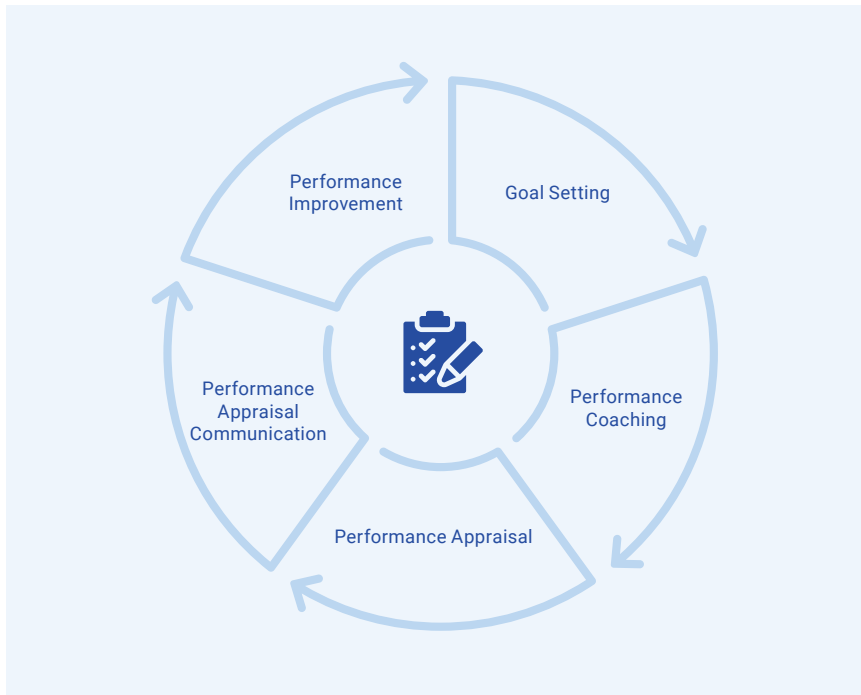 Performance
Improvement
Goal Setting
Performance
Coaching
Performance
Appraisal
Communication
Performance Appraisal